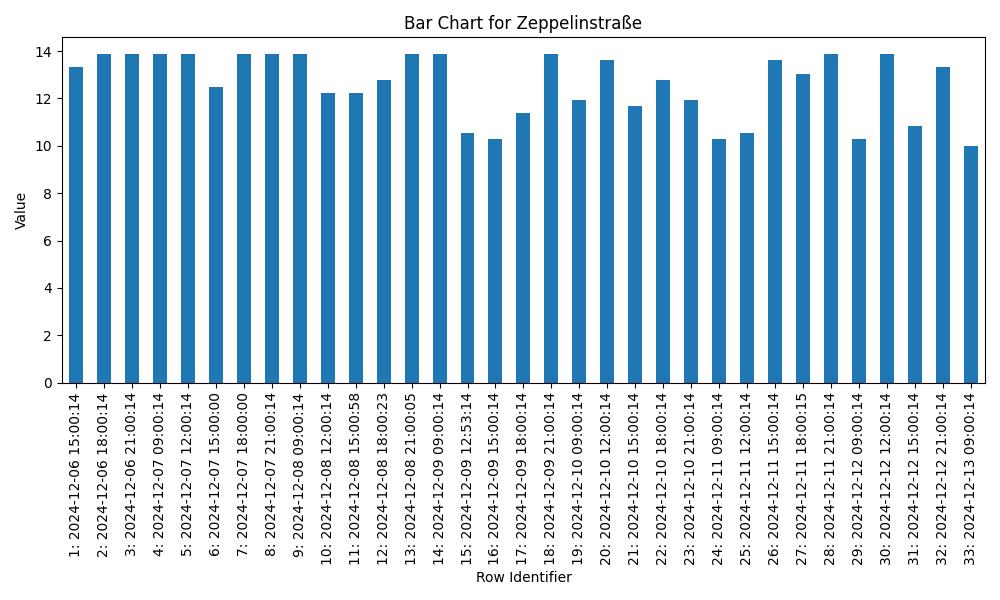 Bar Chart for Zeppelinstraße
Value
14
12
10
8
6
4
2
0
1: 2024-12-06 15:00:14
2: 2024-12-06 18:00:14
3: 2024-12-06 21:00:14
4: 2024-12-07 09:00:14
5: 2024-12-07 12:00:14
6: 2024-12-07 15:00:00
7: 2024-12-07 18:00:00
8: 2024-12-07 21:00:14
9: 2024-12-08 09:00:14
10: 2024-12-08 12:00:14
11: 2024-12-08 15:00:58
12: 2024-12-08 18:00:23
13: 2024-12-08 21:00:05
14: 2024-12-09 09:00:14
15: 2024-12-09 12:53:14
16: 2024-12-09 15:00:14
17: 2024-12-09 18:00:14
18: 2024-12-09 21:00:14
19: 2024-12-10 09:00:14
20: 2024-12-10 12:00:14
21: 2024-12-10 15:00:14
22: 2024-12-10 18:00:14
23: 2024-12-10 21:00:14
24: 2024-12-11 09:00:14
25: 2024-12-11 12:00:14
26: 2024-12-11 15:00:14
27: 2024-12-11 18:00:15
28: 2024-12-11 21:00:14
29: 2024-12-12 09:00:14
30: 2024-12-12 12:00:14
31: 2024-12-12 15:00:14
32: 2024-12-12 21:00:14
33: 2024-12-13 09:00:14
Row Identifier